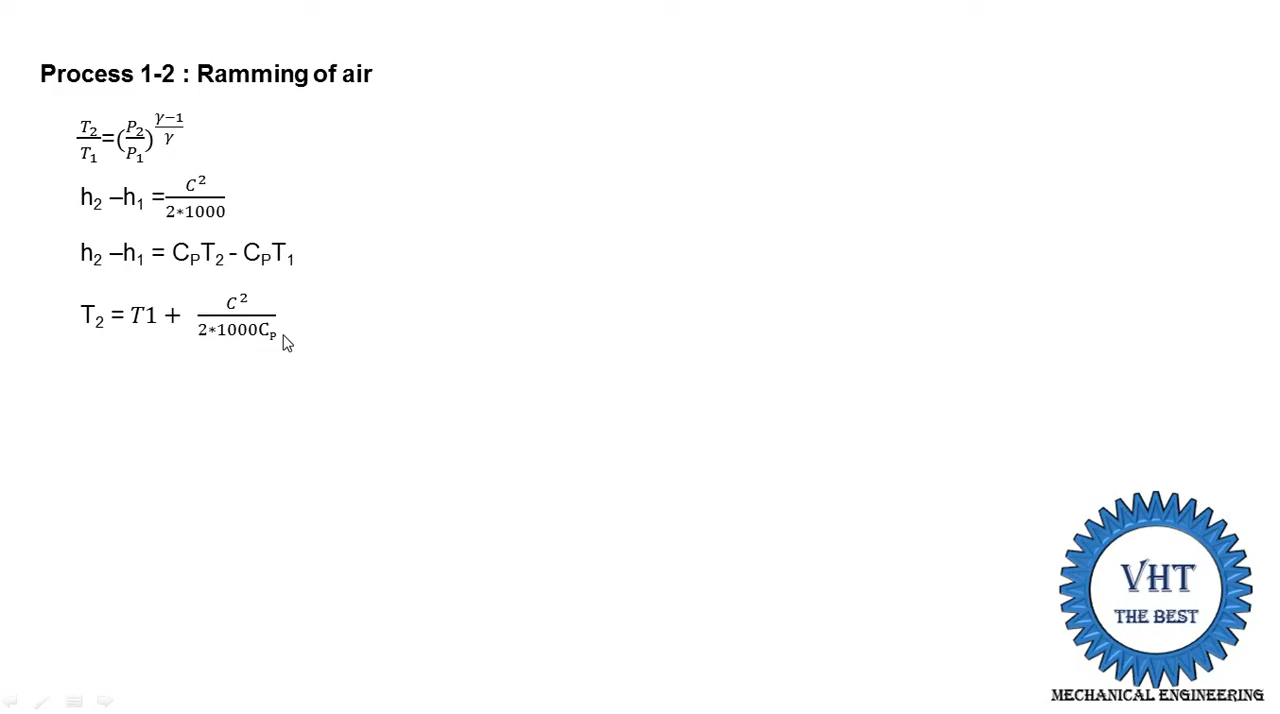 Process 1-2 : Ramming of air
T₂/T₁=(P₂/P₁)^((γ−1)/γ)
h₂ –h₁ =C²/(2*1000)
h₂ –h₁ = CₚT₂ - CₚT₁
T₂ = T1 + C²/(2*1000Cₚ)
VHT
THE BEST
MECHANICAL ENGINEERING